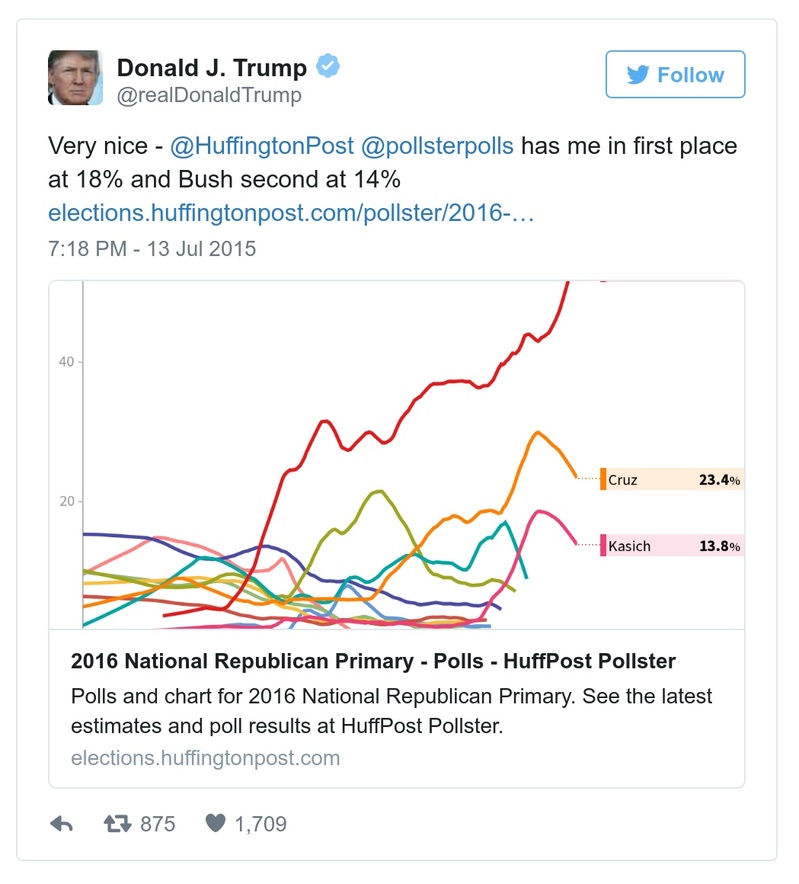 Donald J. Trump
@realDonaldTrump
Follow
Very nice - @HuffingtonPost @pollsterpolls has me in first place
at 18% and Bush second at 14%
elections.huffingtonpost.com/pollster/2016-…
7:18 PM - 13 Jul 2015
40
20
Cruz 23.4%
Kasich 13.8%
2016 National Republican Primary - Polls - HuffPost Pollster
Polls and chart for 2016 National Republican Primary. See the latest
estimates and poll results at HuffPost Pollster.
elections.huffingtonpost.com
875 1,709